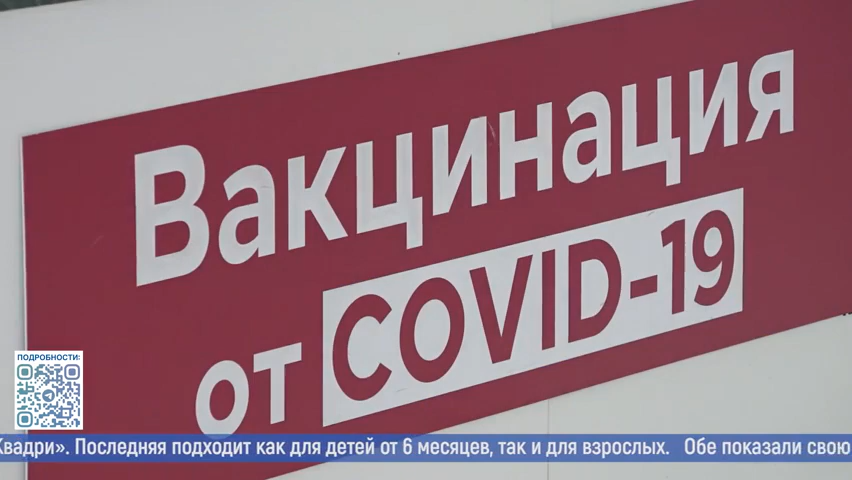 Вакцинация
от COVID-19
ПОДРОБНОСТИ:
Квадри». Последняя подходит как для детей от 6 месяцев, так и для взрослых. Обе показали свою